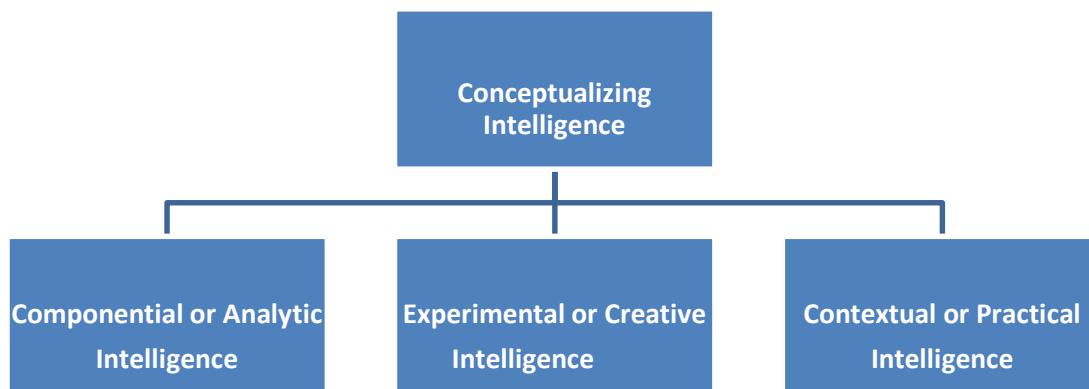 Conceptualizing
Intelligence
Componential or Analytic
Intelligence
Experimental or Creative
Intelligence
Contextual or Practical
Intelligence